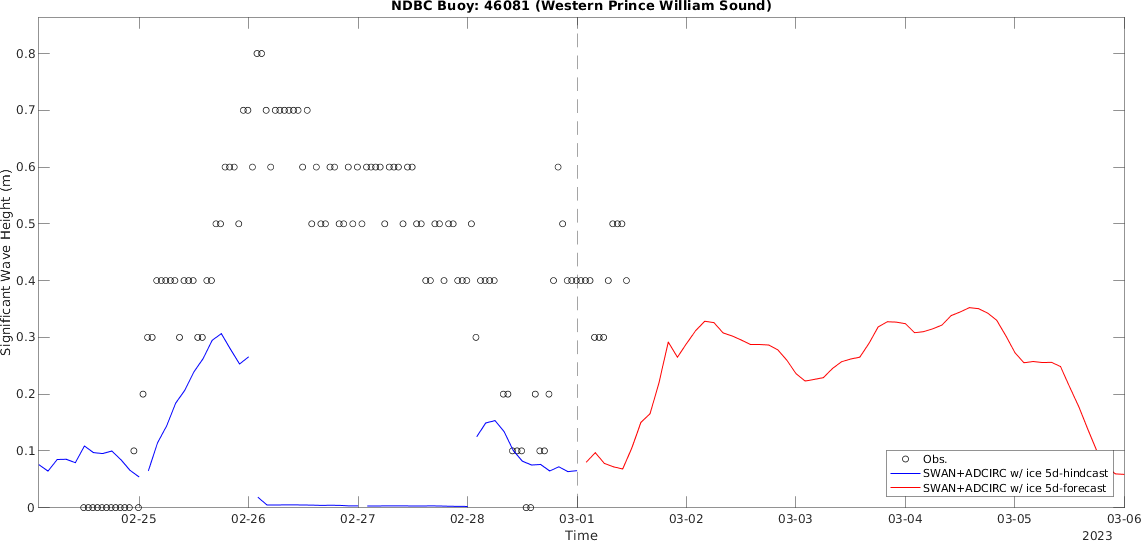 NDBC Buoy: 46081 (Western Prince William Sound)
Significant Wave Height (m)
0.8
0.7
0.6
0.5
0.4
0.3
0.2
0.1
0
Obs.
SWAN+ADCIRC w/ ice 5d-hindcast
SWAN+ADCIRC w/ ice 5d-forecast
02-25 02-26 02-27 02-28 03-01 03-02 03-03 03-04 03-05 03-06
Time
2023